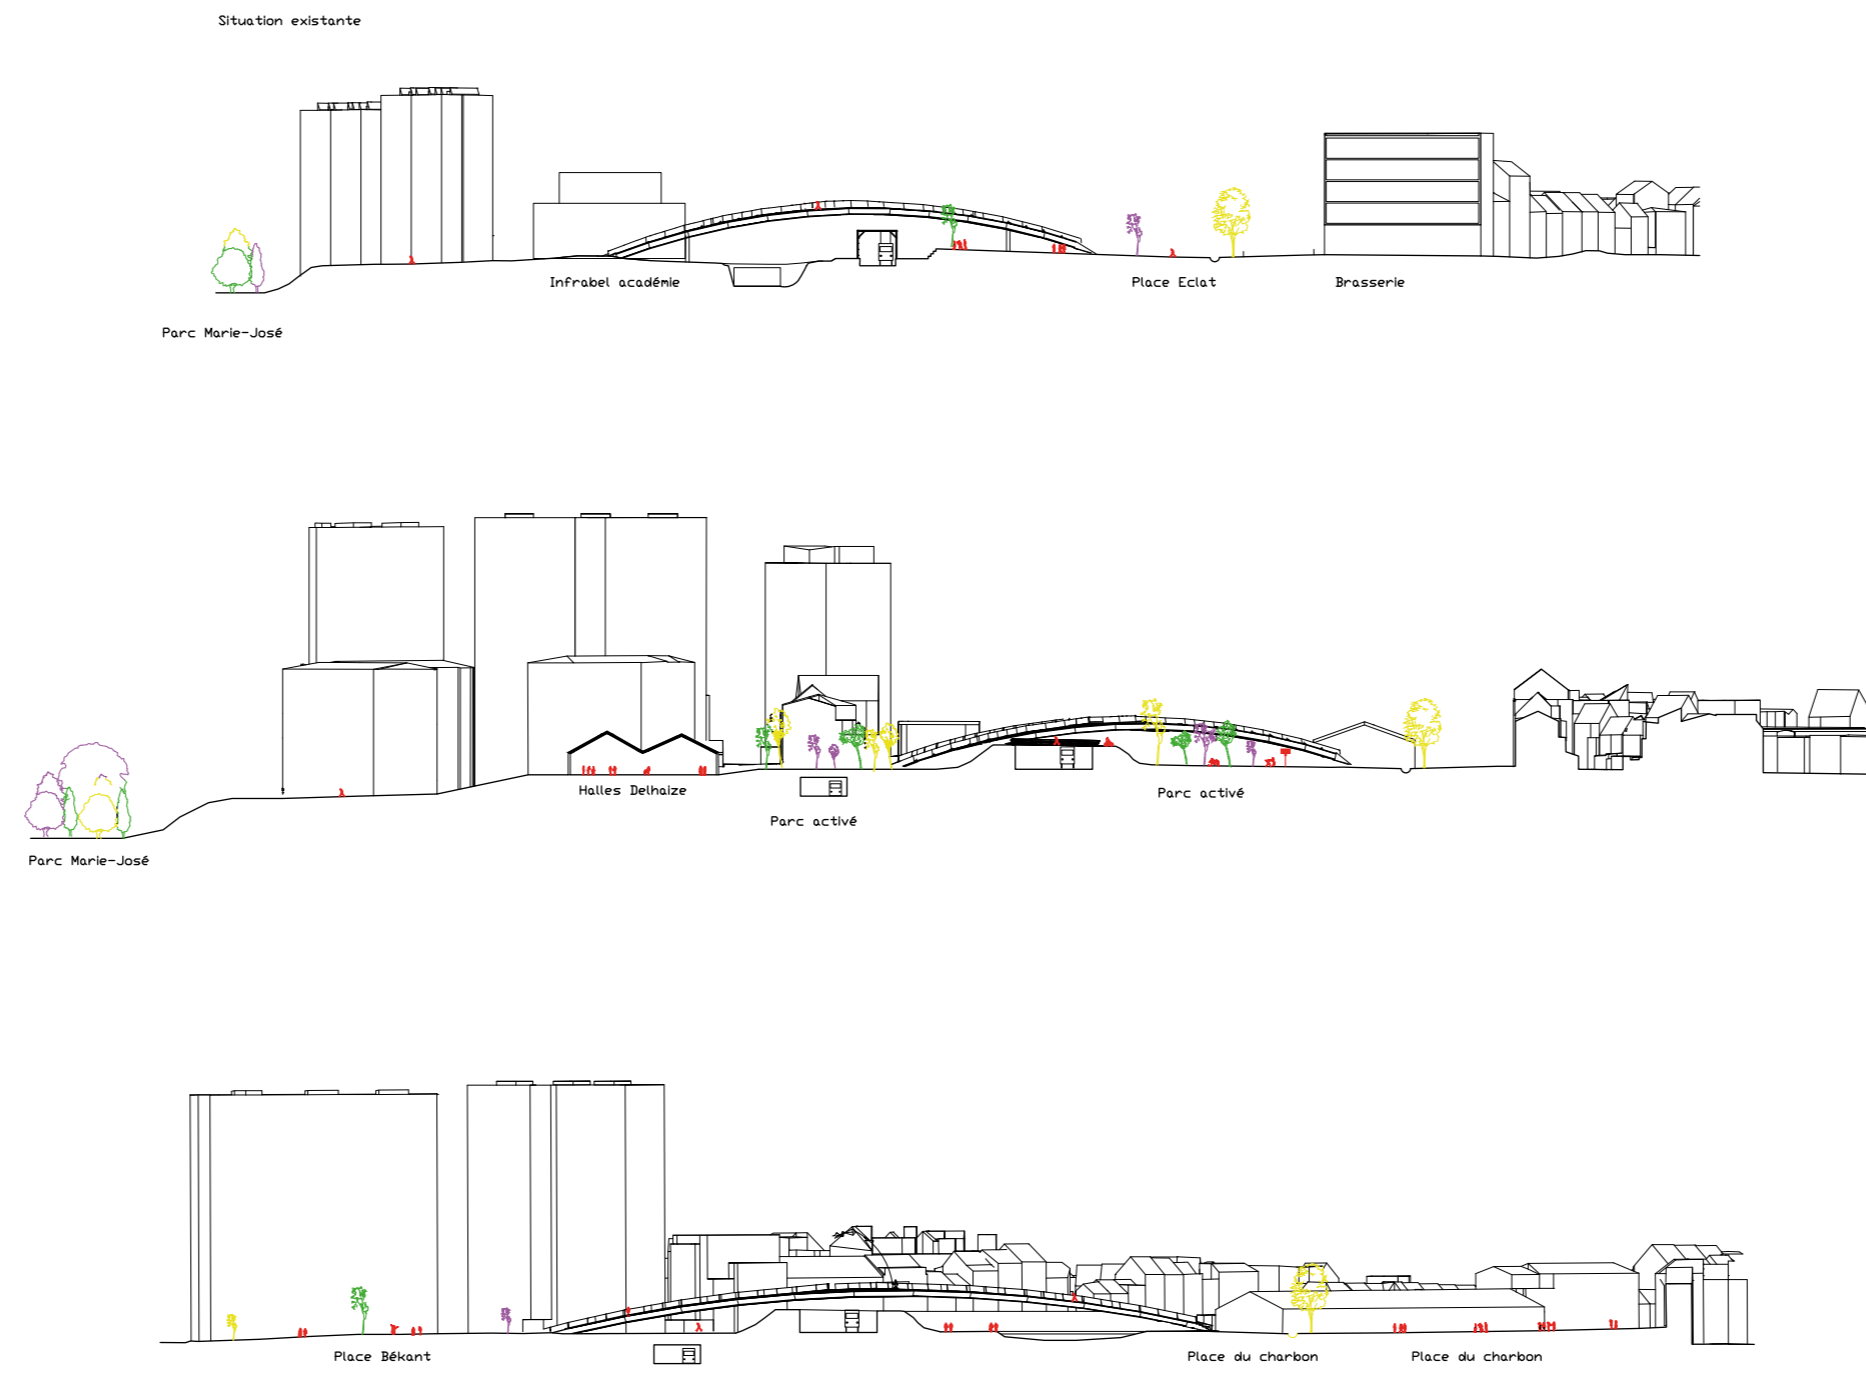 Situation existante
Infrabel académie
Place Eclat
Brasserie
Parc Marie-José
Halles Delhaize
Parc activé
Parc activé
Parc Marie-José
Place Békant
Place du charbon
Place du charbon